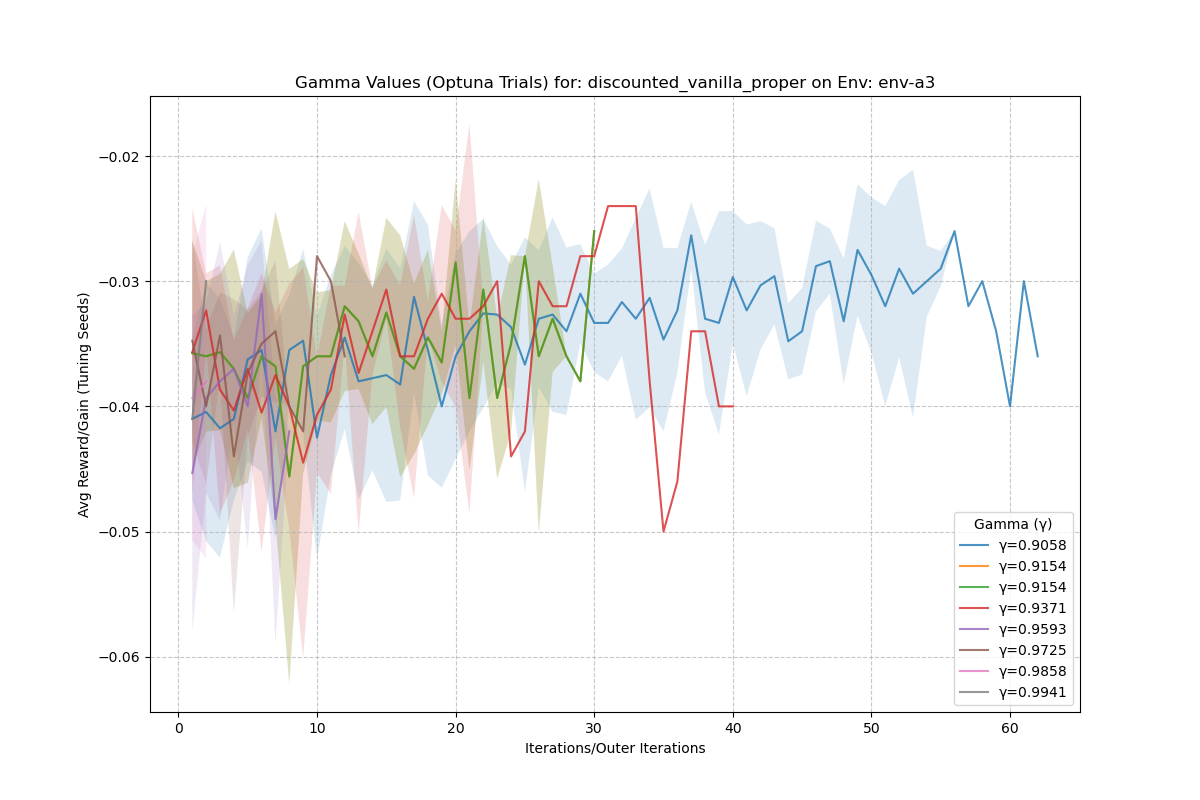 Gamma Values (Optuna Trials) for: discounted_vanilla_proper on Env: env-a3
Avg Reward/Gain (Tuning Seeds)
−0.02
−0.03
−0.04
−0.05
−0.06
0
10
20
30
40
50
60
Iterations/Outer Iterations
Gamma (γ)
γ=0.9058
γ=0.9154
γ=0.9154
γ=0.9371
γ=0.9593
γ=0.9725
γ=0.9858
γ=0.9941